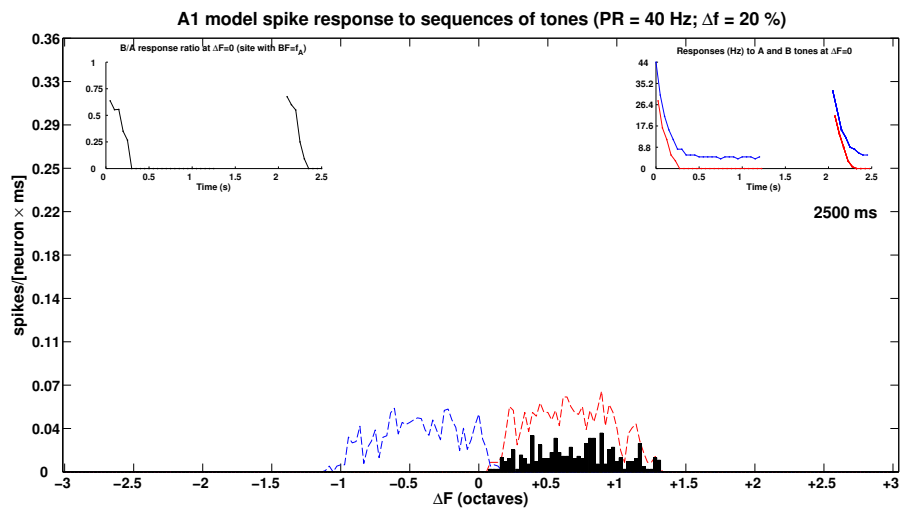 A1 model spike response to sequences of tones (PR = 40 Hz; Δf = 20 %)
B/A response ratio at ΔF=0 (site with BF=f_A)
Responses (Hz) to A and B tones at ΔF=0
1
0.75
0.5
0.25
0
0 0.5 1 1.5 2 2.5
Time (s)
44
35.2
26.4
17.6
8.8
0
0 0.5 1 1.5 2 2.5
Time (s)
2500 ms
spikes/[neuron × ms]
0.36
0.33
0.29
0.25
0.22
0.18
0.14
0.11
0.07
0.04
0
−3 −2.5 −2 −1.5 −1 −0.5 0 +0.5 +1 +1.5 +2 +2.5 +3
ΔF (octaves)